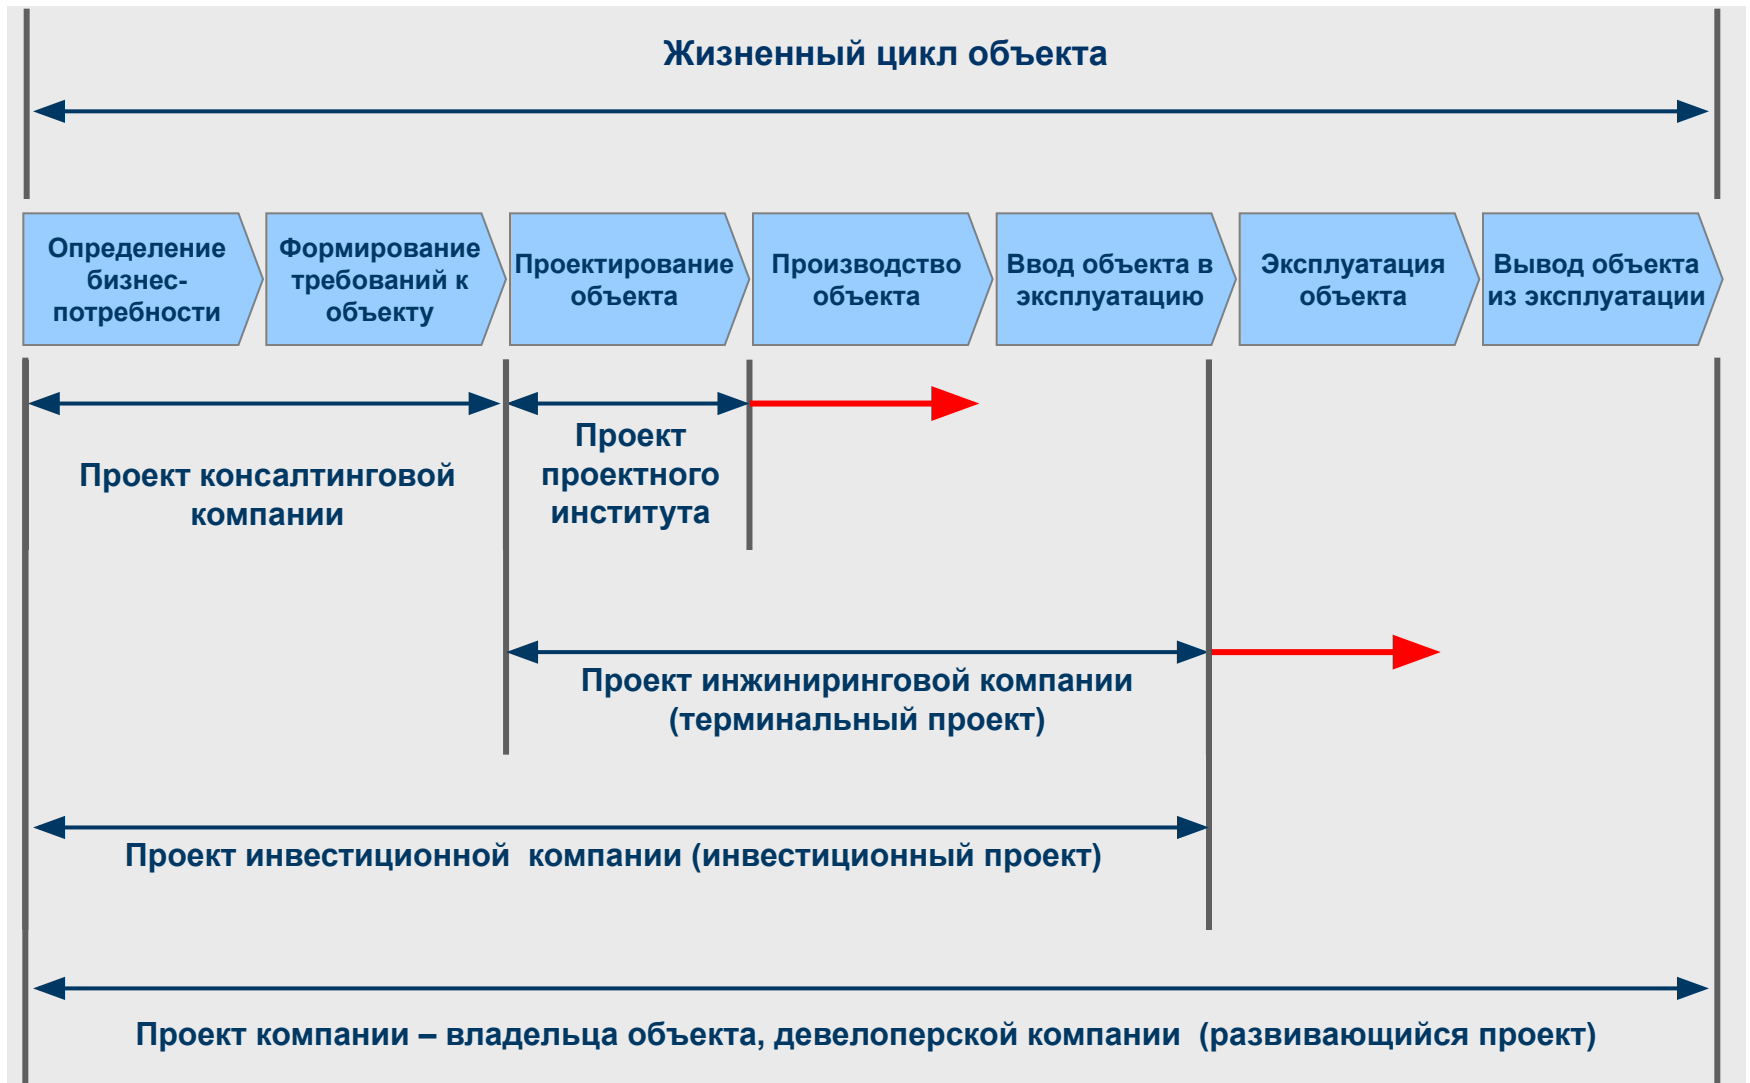 Жизненный цикл объекта
Определение
бизнес-
потребности
Формирование
требований к
объекту
Проектирование
объекта
Производство
объекта
Ввод объекта в
эксплуатацию
Эксплуатация
объекта
Вывод объекта
из эксплуатации
Проект консалтинговой
компании
Проект
проектного
института
Проект инжиниринговой компании
(терминальный проект)
Проект инвестиционной компании (инвестиционный проект)
Проект компании – владельца объекта, девелоперской компании (развивающийся проект)